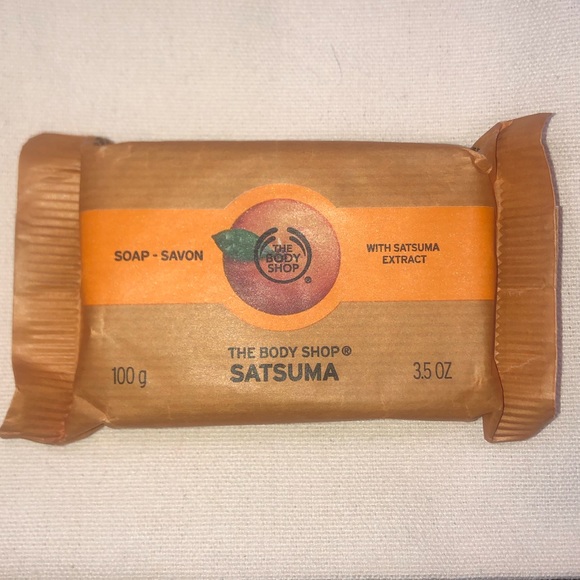 SOAP - SAVON
THE
BODY
SHOP
®
WITH SATSUMA
EXTRACT
THE BODY SHOP®
SATSUMA
100 g
3.5 OZ